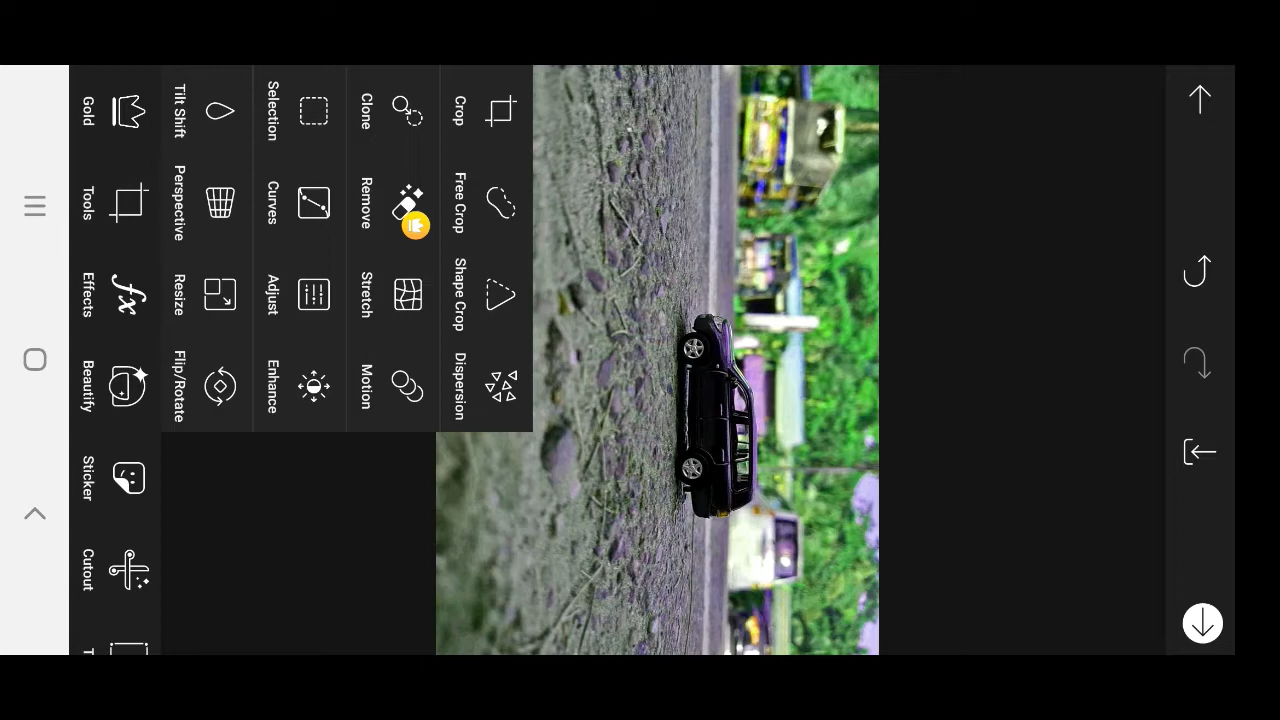 Crop
Free Crop
Shape Crop
Dispersion
Clone
Remove
Stretch
Motion
Selection
Curves
Adjust
Enhance
Tilt Shift
Perspective
Resize
Flip/Rotate
Gold
Tools
Effects
Beautify
Sticker
Cutout
T